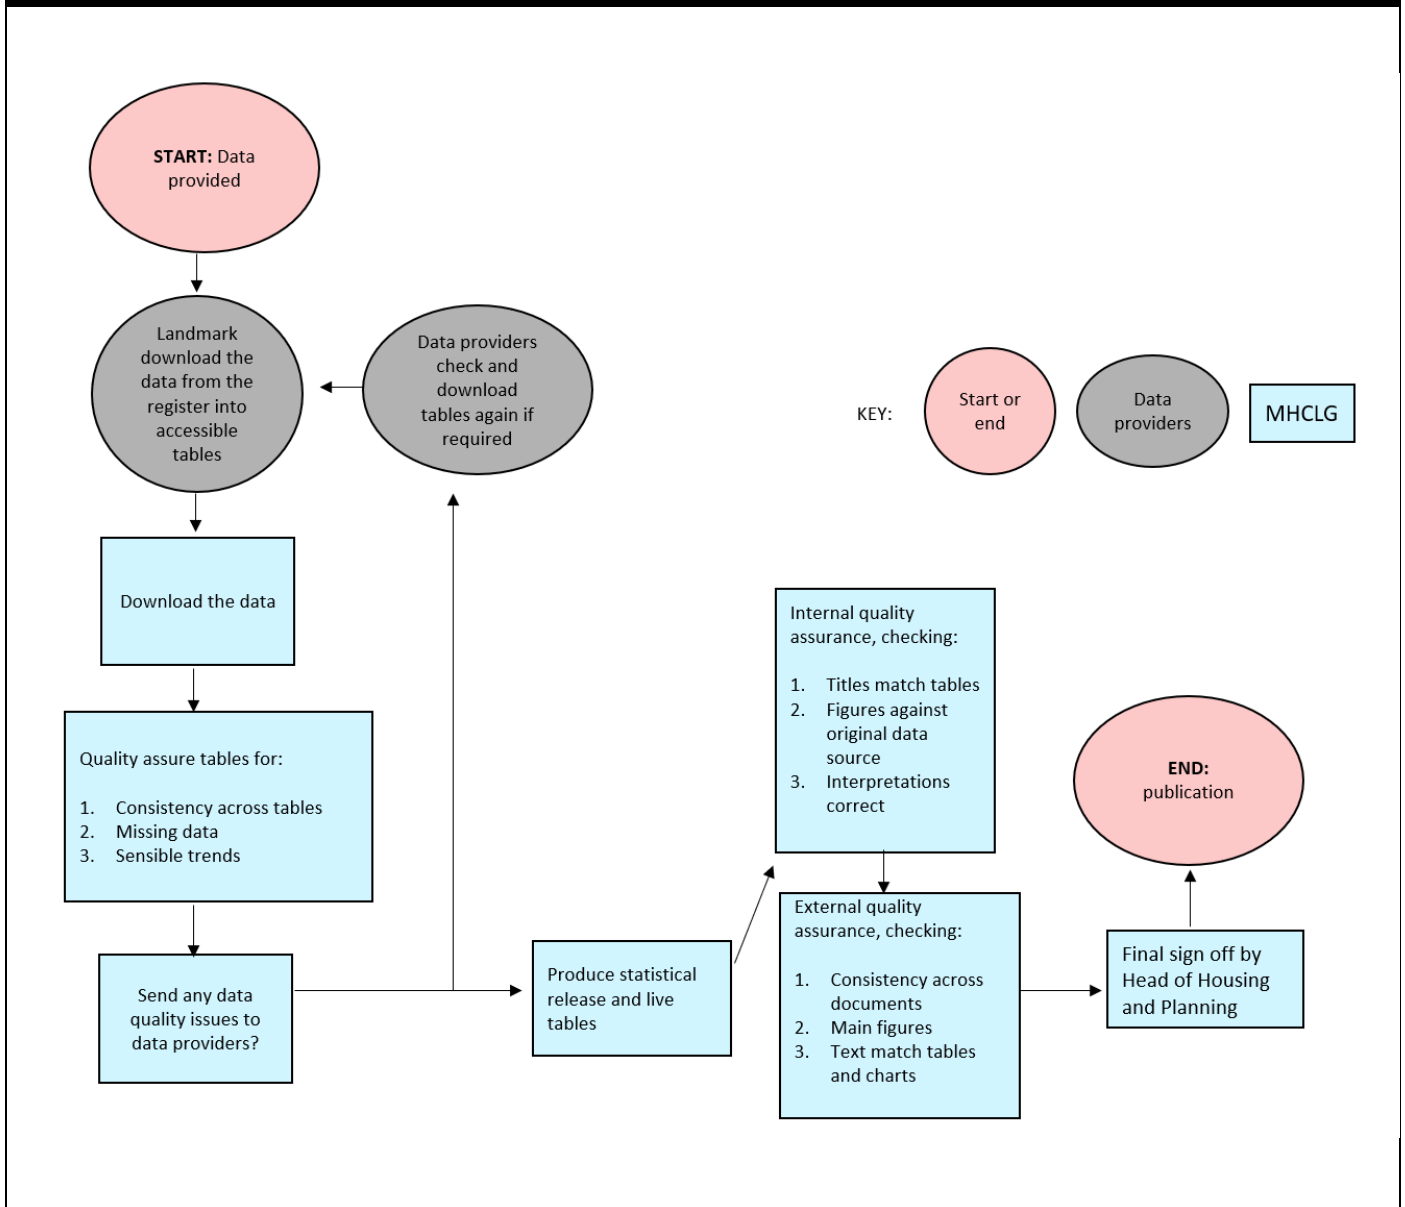 START: Data
provided
Landmark
download the
data from the
register into
accessible
tables
Data providers
check and
download
tables again if
required
KEY:
Start or
end
Data
providers
MHCLG
Download the data
Quality assure tables for:
1. Consistency across tables
2. Missing data
3. Sensible trends
Send any data
quality issues to
data providers?
Produce statistical
release and live
tables
Internal quality
assurance, checking:
1. Titles match tables
2. Figures against
original data
source
3. Interpretations
correct
External quality
assurance, checking:
1. Consistency across
documents
2. Main figures
3. Text match tables
and charts
Final sign off by
Head of Housing
and Planning
END:
publication